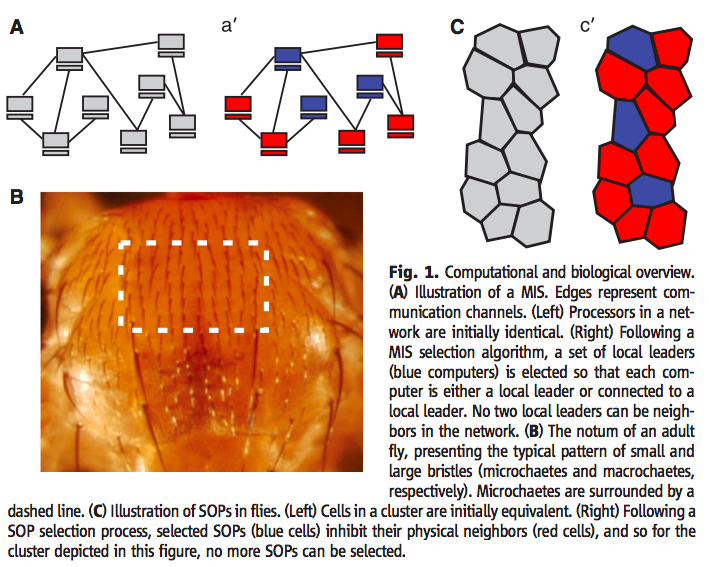 A
a′
C
c′
B
Fig. 1. Computational and biological overview.
(A) Illustration of a MIS. Edges represent com-
munication channels. (Left) Processors in a net-
work are initially identical. (Right) Following a
MIS selection algorithm, a set of local leaders
(blue computers) is elected so that each com-
puter is either a local leader or connected to a
local leader. No two local leaders can be neigh-
bors in the network. (B) The notum of an adult
fly, presenting the typical pattern of small and
large bristles (microchaetes and macrochaetes,
respectively). Microchaetes are surrounded by a
dashed line. (C) Illustration of SOPs in flies. (Left) Cells in a cluster are initially equivalent. (Right) Following a
SOP selection process, selected SOPs (blue cells) inhibit their physical neighbors (red cells), and so for the
cluster depicted in this figure, no more SOPs can be selected.